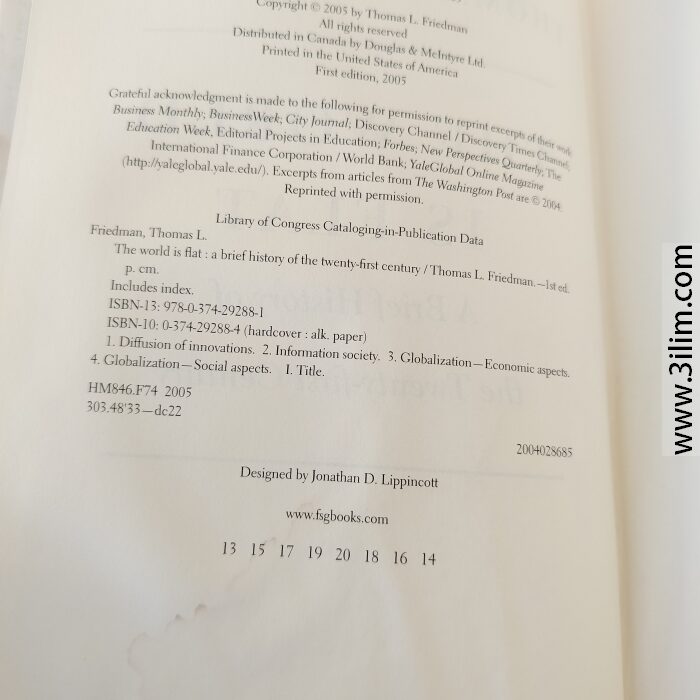 Copyright © 2005 by Thomas L. Friedman
All rights reserved
Distributed in Canada by Douglas & McIntyre Ltd.
Printed in the United States of America
First edition, 2005
Grateful acknowledgment is made to the following for permission to reprint excerpts of their work:
Business Monthly; BusinessWeek; City Journal; Discovery Channel / Discovery Times Channel;
Education Week, Editorial Projects in Education; Forbes; New Perspectives Quarterly; The
International Finance Corporation / World Bank; YaleGlobal Online Magazine
(http://yaleglobal.yale.edu/). Excerpts from articles from The Washington Post are © 2004.
Reprinted with permission.
Library of Congress Cataloging-in-Publication Data
Friedman, Thomas L.
The world is flat : a brief history of the twenty-first century / Thomas L. Friedman.—1st ed.
p. cm.
Includes index.
ISBN-13: 978-0-374-29288-1
ISBN-10: 0-374-29288-4 (hardcover : alk. paper)
1. Diffusion of innovations. 2. Information society. 3. Globalization—Economic aspects.
4. Globalization—Social aspects. I. Title.
HM846.F74 2005
303.48'33—dc22
2004028685
Designed by Jonathan D. Lippincott
www.fsgbooks.com
13 15 17 19 20 18 16 14
www.3ilim.com